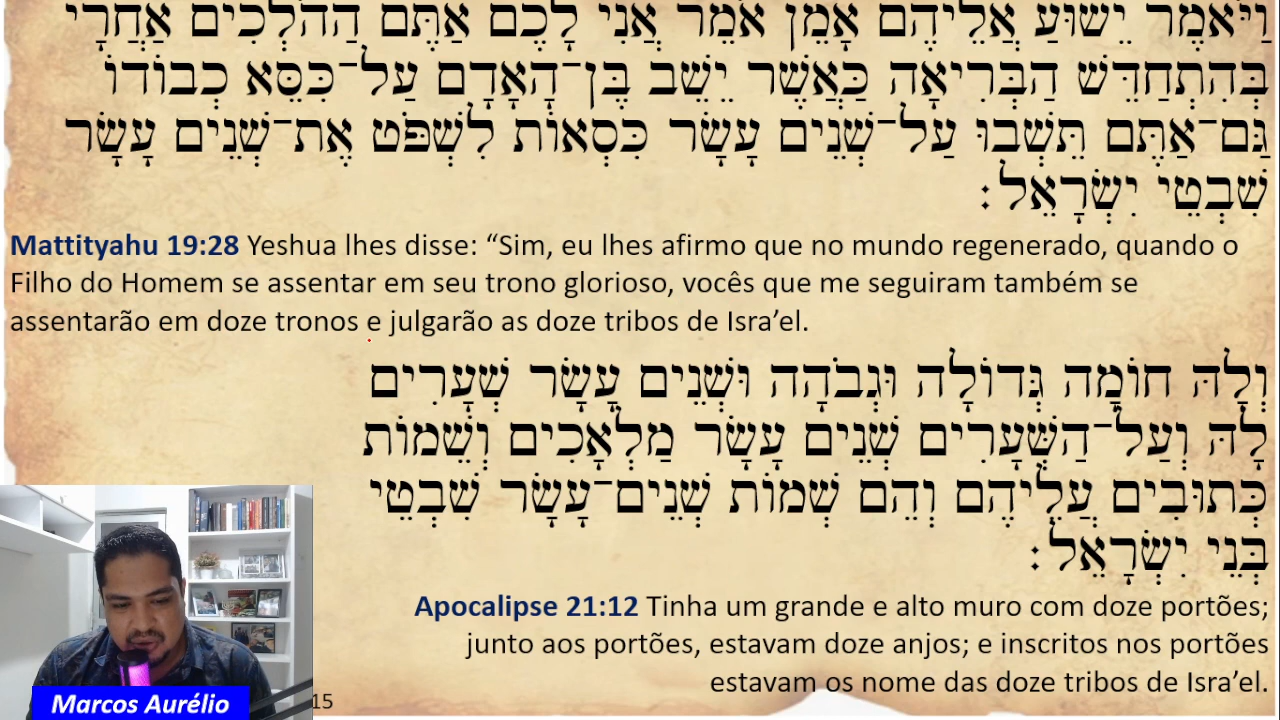 וַיֹּאמֶר יֵשׁוּעַ אֲלֵיהֶם אָמֵן אֹמֵר אֲנִי לָכֶם אַתֶּם הַהֹלְכִים אַחֲרָי
בְּהִתְחַדֵּשׁ הַבְּרִיאָה כַּאֲשֶׁר יֵשֵׁב בֶּן־הָאָדָם עַל־כִּסֵּא כְבוֹדוֹ
גַּם־אַתֶּם תֵּשְׁבוּ עַל־שְׁנֵים עָשָׂר כִּסְאוֹת לִשְׁפֹּט אֶת־שְׁנֵים עָשָׂר
שִׁבְטֵי יִשְׂרָאֵל׃
Mattityahu 19:28 Yeshua lhes disse: “Sim, eu lhes afirmo que no mundo regenerado, quando o
Filho do Homem se assentar em seu trono glorioso, vocês que me seguiram também se
assentarão em doze tronos e julgarão as doze tribos de Isra’el.
וְלָהּ חוֹמָה גְּדוֹלָה וּגְבֹהָה וּשְׁנֵים עָשָׂר שְׁעָרִים
לָהּ וְעַל־הַשְּׁעָרִים שְׁנֵים עָשָׂר מַלְאָכִים וְשֵׁמוֹת
כְּתוּבִים עֲלֵיהֶם וְהֵם שְׁמוֹת שְׁנֵים־עָשָׂר שִׁבְטֵי
בְּנֵי יִשְׂרָאֵל׃
Apocalipse 21:12 Tinha um grande e alto muro com doze portões;
junto aos portões, estavam doze anjos; e inscritos nos portões
estavam os nome das doze tribos de Isra’el.
Marcos Aurélio
15